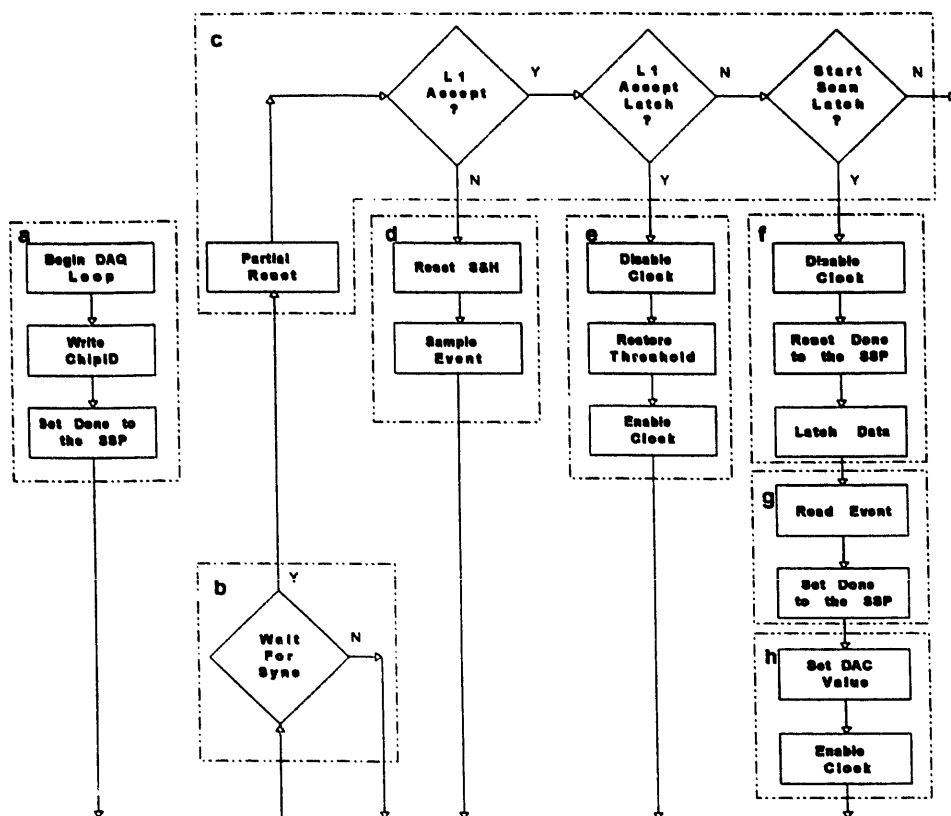 c
L1
Accept
?
Y
N
L1
Accept
Latch
?
N
Y
Start
Scan
Latch
?
N
Y
a
Begin DAQ
Loop
Write
ChipID
Set Done to
the SSP
Partial
Reset
d
Reset S&H
Sample
Event
e
Disable
Clock
Restore
Threshold
Enable
Clock
f
Disable
Clock
Reset Done
to the SSP
Latch Data
g
Read Event
Set Done
to the SSP
b
Y
Wait
For
Sync
N
h
Set DAC
Value
Enable
Clock